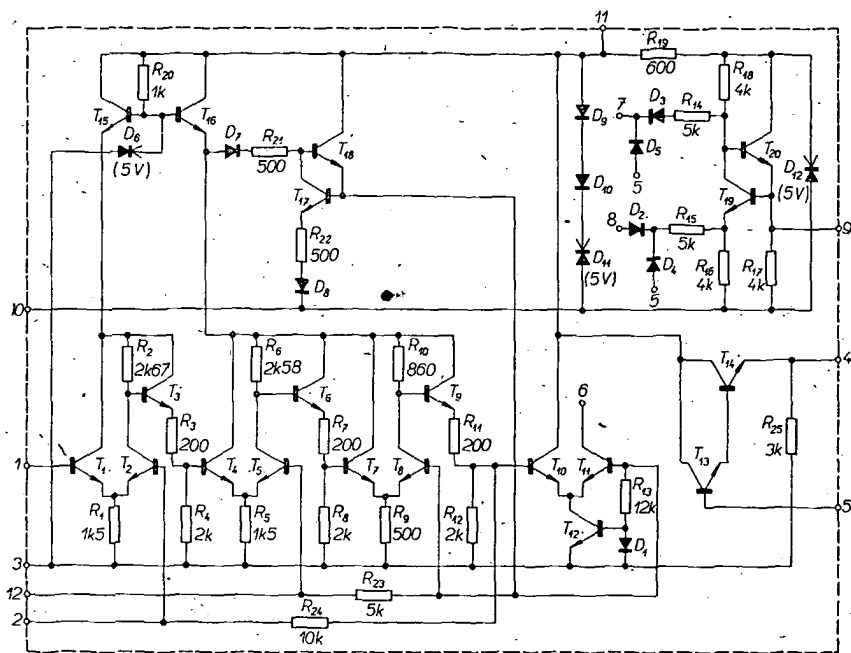 11
R19
600
R20
1k
R18
4k
7
D3
R14
5k
T15
T16
D9
D6
(5V)
D7
R21
500
T18
D5
T20
D12
(5V)
5
D10
T17
T19
R22
500
8
D2
R15
5k
9
D11
(5V)
D4
R16
4k
R17
4k
D8
5
10
R2
2k67
R6
2k58
R10
860
T3
T6
T9
T14
4
6
R3
200
R7
200
R11
200
R25
3k
1
T1
T2
T4
T5
T7
T8
T10
T11
T13
R13
12k
R1
1k5
R4
2k
R5
1k5
R8
2k
R9
500
R12
2k
T12
D1
5
3
12
R23
5k
2
R24
10k